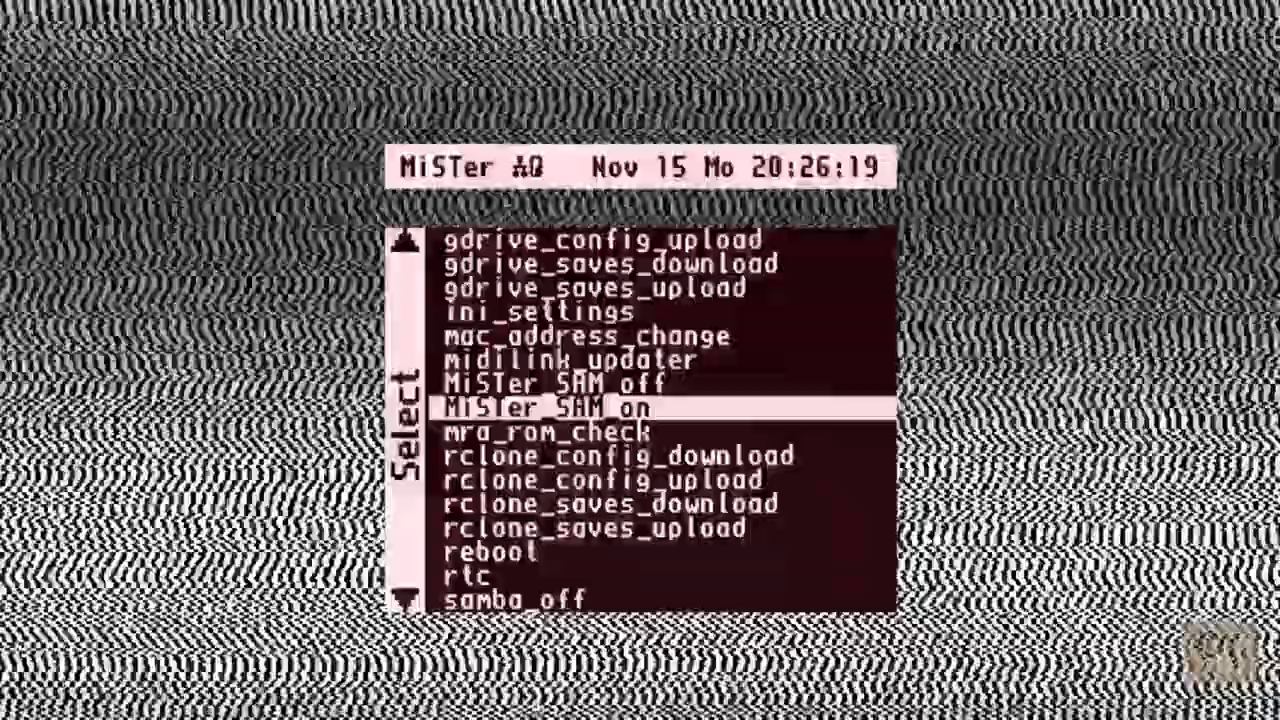 MiSTer Nov 15 Mo 20:26:19
gdrive_config_upload
gdrive_saves_download
gdrive_saves_upload
ini_settings
mac_address_change
midilink_updater
MiSTer_SAM_off
MiSTer_SAM_on
mra_rom_check
rclone_config_download
rclone_config_upload
rclone_saves_download
rclone_saves_upload
reboot
rtc
samba_off
Select